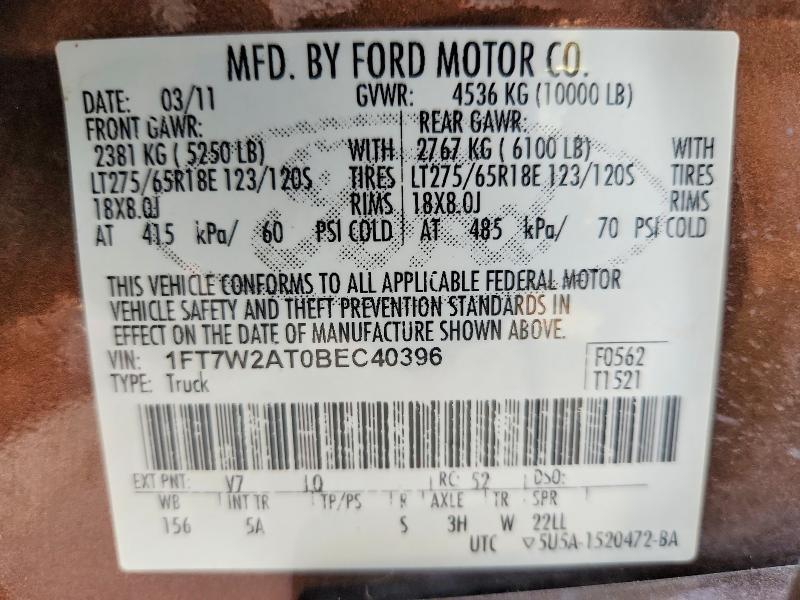 MFD. BY FORD MOTOR CO.
DATE: 03/11 GVWR: 4536 KG (10000 LB)
FRONT GAWR: REAR GAWR:
2381 KG ( 5250 LB) WITH 2767 KG ( 6100 LB) WITH
LT275/65R18E 123/120S TIRES LT275/65R18E 123/120S TIRES
18X8.0J RIMS 18X8.0J RIMS
AT 415 kPa/ 60 PSI COLD AT 485 kPa/ 70 PSI COLD
THIS VEHICLE CONFORMS TO ALL APPLICABLE FEDERAL MOTOR
VEHICLE SAFETY AND THEFT PREVENTION STANDARDS IN
EFFECT ON THE DATE OF MANUFACTURE SHOWN ABOVE.
VIN: 1FT7W2AT0BEC40396 F0562
TYPE: Truck T1521
EXT PNT: V7 RC: 52 DSO:
WB INT TR TP/PS R AXLE TR SPR
156 5A S 3H W 22LL
UTC ▽5U5A-1520472-BA